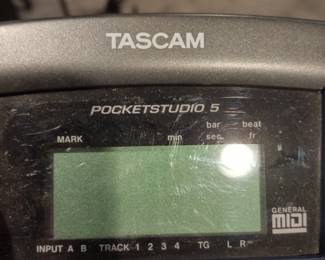 TASCAM
POCKETSTUDIO 5
bar beat
MARK min sec fr
GENERAL
MIDI
INPUT A B TRACK 1 2 3 4 TG L R